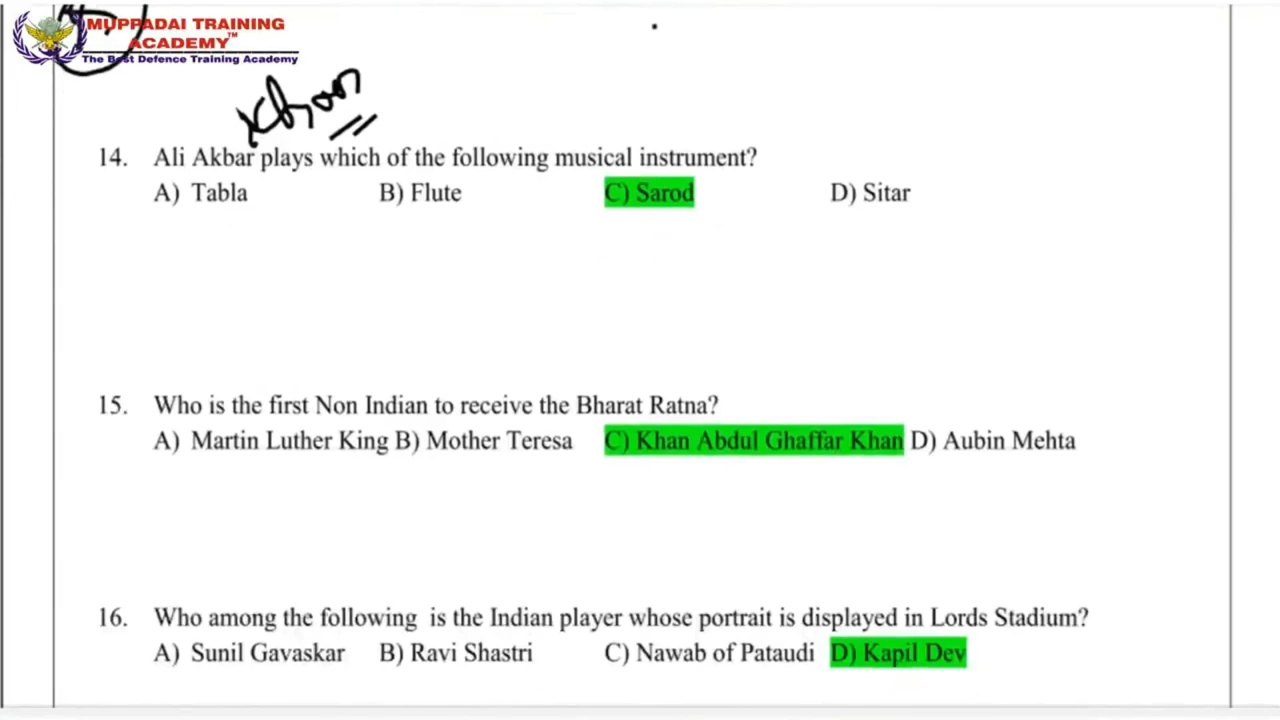 MUPPADAI TRAINING
ACADEMY™
The Best Defence Training Academy
Khan
14. Ali Akbar plays which of the following musical instrument?
A) Tabla B) Flute C) Sarod D) Sitar
15. Who is the first Non Indian to receive the Bharat Ratna?
A) Martin Luther King B) Mother Teresa C) Khan Abdul Ghaffar Khan D) Aubin Mehta
16. Who among the following is the Indian player whose portrait is displayed in Lords Stadium?
A) Sunil Gavaskar B) Ravi Shastri C) Nawab of Pataudi D) Kapil Dev